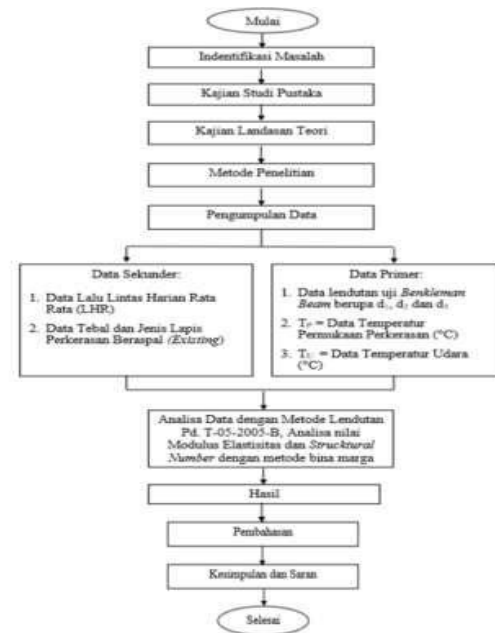 Mulai
Indentifikasi Masalah
Kajian Studi Pustaka
Kajian Landasan Teori
Metode Penelitian
Pengumpulan Data
Data Sekunder:
1. Data Lalu Lintas Harian Rata
Rata (LHR)
2. Data Tebal dan Jenis Lapis
Perkerasan Beraspal (Existing)
Data Primer:
1. Data lendutan uji Benkleman
Beam berupa d₁, d₂ dan d₃
2. Tₚ = Data Temperatur
Permukaan Perkerasan (°C)
3. Tᵤ = Data Temperatur Udara
(°C)
Analisa Data dengan Metode Lendutan
Pd. T-05-2005-B, Analisa nilai
Modulus Elastisitas dan Strucktural
Number dengan metode bina marga
Hasil
Pembahasan
Kesimpulan dan Saran
Selesai